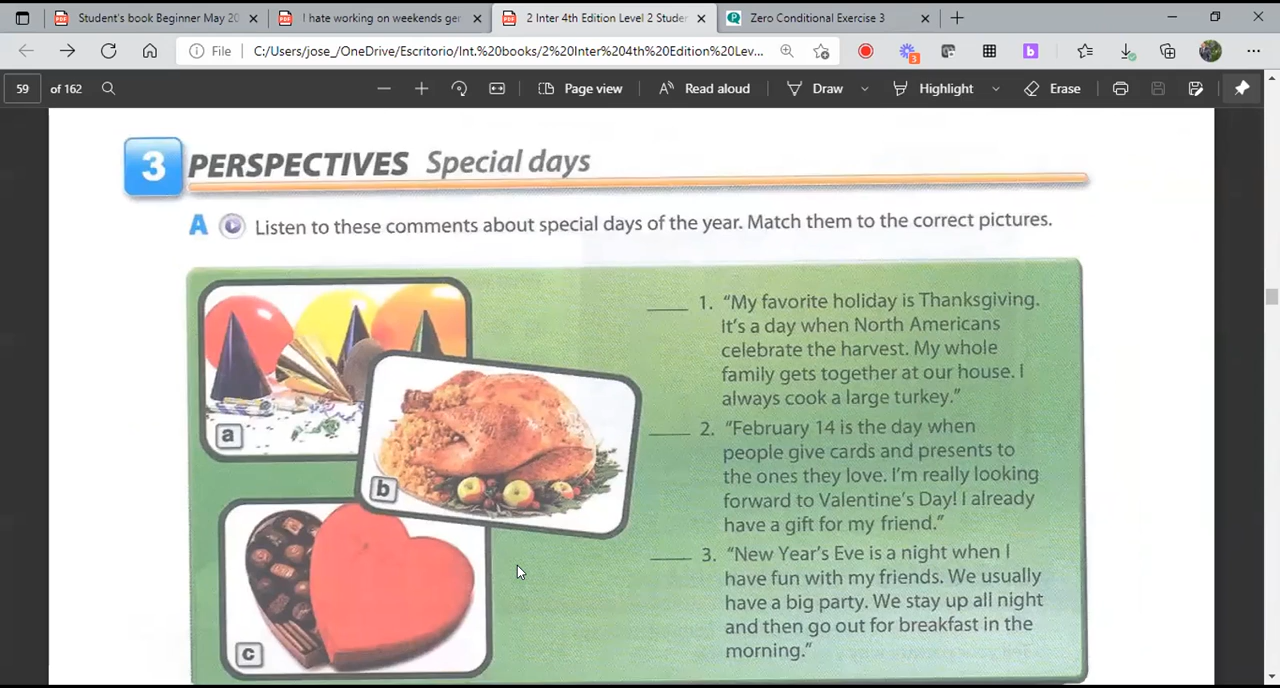 Student's book Beginner May 20
I hate working on weekends ger
2 Inter 4th Edition Level 2 Stude
Zero Conditional Exercise 3
File
C:/Users/jose_/OneDrive/Escritorio/Int.%20books/2%20Inter%204th%20Edition%20Lev...
3
b
59 of 162
Page view
Read aloud
Draw
Highlight
Erase
3 PERSPECTIVES Special days
A Listen to these comments about special days of the year. Match them to the correct pictures.
a
b
c
____ 1. “My favorite holiday is Thanksgiving.
It's a day when North Americans
celebrate the harvest. My whole
family gets together at our house. I
always cook a large turkey.”
____ 2. “February 14 is the day when
people give cards and presents to
the ones they love. I'm really looking
forward to Valentine's Day! I already
have a gift for my friend.”
____ 3. “New Year's Eve is a night when I
have fun with my friends. We usually
have a big party. We stay up all night
and then go out for breakfast in the
morning.”